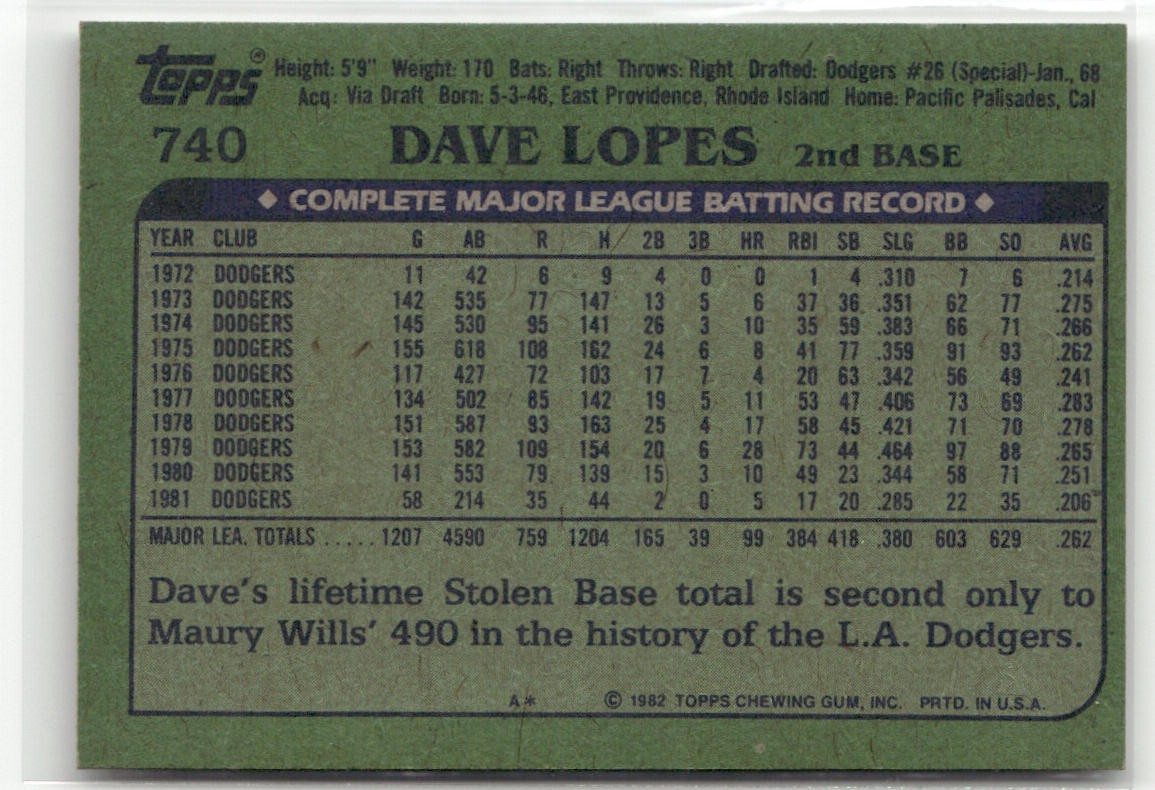 Topps® Height: 5'9" Weight: 170 Bats: Right Throws: Right Drafted: Dodgers #26 (Special)-Jan., 68
Acq: Via Draft Born: 5-3-46, East Providence, Rhode Island Home: Pacific Palisades, Cal
740 DAVE LOPES 2nd BASE
◆ COMPLETE MAJOR LEAGUE BATTING RECORD ◆
YEAR CLUB G AB R H 2B 3B HR RBI SB SLG BB SO AVG
1972 DODGERS 11 42 6 9 4 0 0 1 4 .310 7 6 .214
1973 DODGERS 142 535 77 147 13 5 6 37 36 .351 62 77 .275
1974 DODGERS 145 530 95 141 26 3 10 35 59 .383 66 71 .266
1975 DODGERS 155 618 108 162 24 6 8 41 77 .359 91 93 .262
1976 DODGERS 117 427 72 103 17 7 4 20 63 .342 56 49 .241
1977 DODGERS 134 502 85 142 19 5 11 53 47 .406 73 69 .283
1978 DODGERS 151 587 93 163 25 4 17 58 45 .421 71 70 .278
1979 DODGERS 153 582 109 154 20 6 28 73 44 .464 97 88 .265
1980 DODGERS 141 553 79 139 15 3 10 49 23 .344 58 71 .251
1981 DODGERS 58 214 35 44 2 0 5 17 20 .285 22 35 .206
MAJOR LEA. TOTALS ..... 1207 4590 759 1204 165 39 99 384 418 .380 603 629 .262
Dave's lifetime Stolen Base total is second only to
Maury Wills' 490 in the history of the L.A. Dodgers.
A* © 1982 TOPPS CHEWING GUM, INC. PRTD. IN U.S.A.